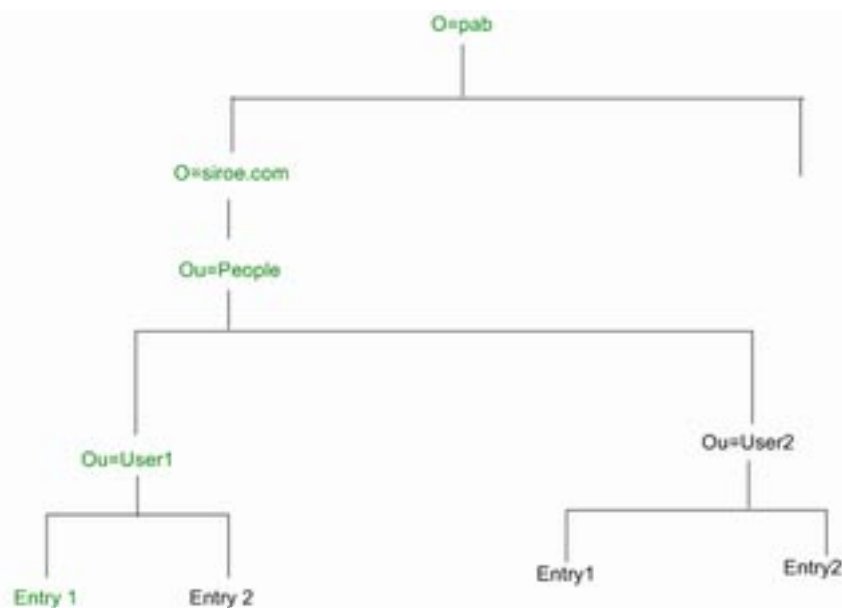 O=pab
O=siroe.com
Ou=People
Ou=User1
Ou=User2
Entry 1
Entry 2
Entry1
Entry2